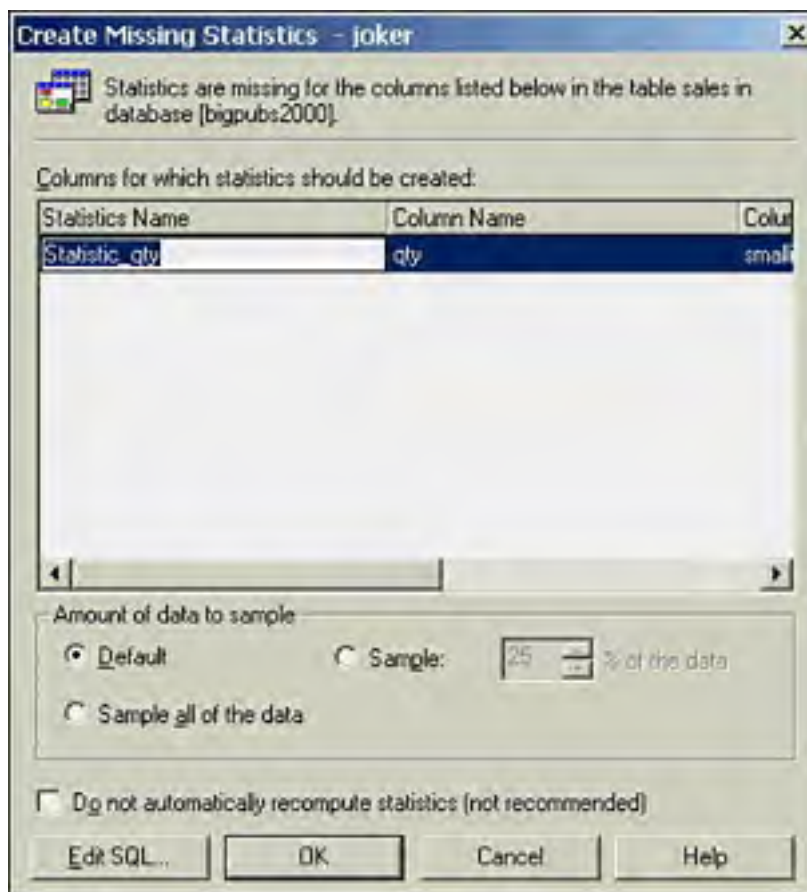 Create Missing Statistics - joker
Statistics are missing for the columns listed below in the table sales in
database [bigpubs2000].
Columns for which statistics should be created:
Statistics Name Column Name Colur
Statistic_qty qty smalli
Amount of data to sample
Default Sample: 25 % of the data
Sample all of the data
Do not automatically recompute statistics (not recommended)
Edit SQL... OK Cancel Help